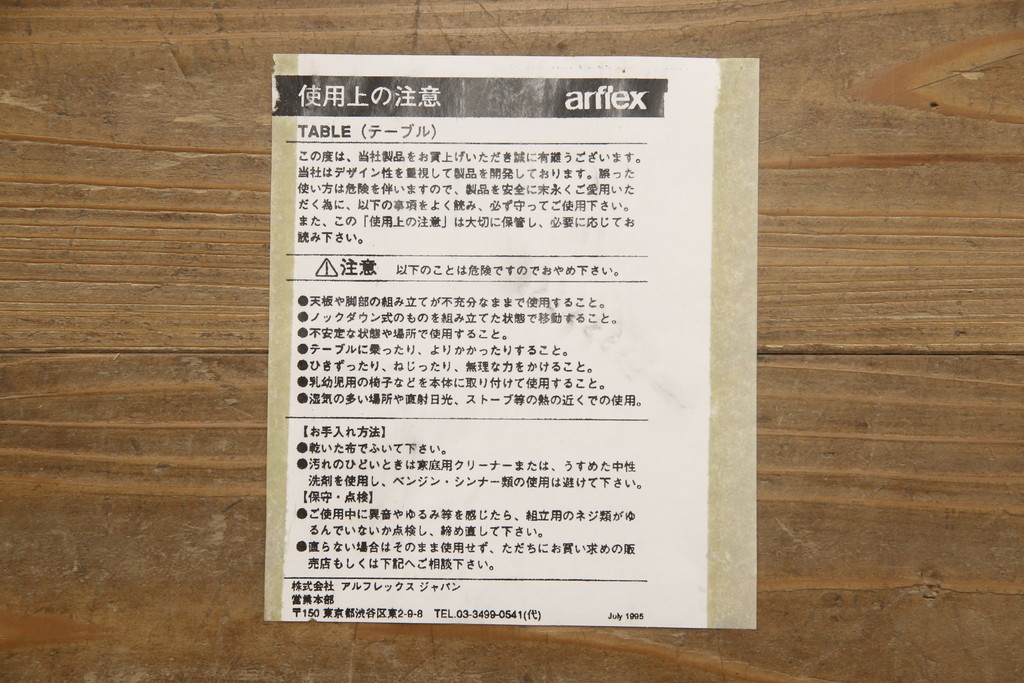 使用上の注意 arflex
TABLE（テーブル）
この度は、当社製品をお買上げいただき誠に有難うございます。
当社はデザイン性を重視して製品を開発しております。誤った
使い方は危険を伴いますので、製品を安全に末永くご愛用いた
だく為に、以下の事項をよく読み、必ず守ってご使用下さい。
また、この「使用上の注意」は大切に保管し、必要に応じてお
読み下さい。
⚠注意 以下のことは危険ですのでおやめ下さい。
●天板や脚部の組み立てが不充分なままで使用すること。
●ノックダウン式のものを組み立てた状態で移動すること。
●不安定な状態や場所で使用すること。
●テーブルに乗ったり、よりかかったりすること。
●ひきずったり、ねじったり、無理な力をかけること。
●乳幼児用の椅子などを本体に取り付けて使用すること。
●湿気の多い場所や直射日光、ストーブ等の熱の近くでの使用。
【お手入れ方法】
●乾いた布でふいて下さい。
●汚れのひどいときは家庭用クリーナーまたは、うすめた中性
洗剤を使用し、ベンジン・シンナー類の使用は避けて下さい。
【保守・点検】
●ご使用中に異音やゆるみ等を感じたら、組立用のネジ類がゆ
るんでいないか点検し、締め直して下さい。
●直らない場合はそのまま使用せず、ただちにお買い求めの販
売店もしくは下記へご相談下さい。
株式会社 アルフレックス ジャパン
営業本部
〒150 東京都渋谷区東2-9-8 TEL.03-3499-0541(代) July 1995